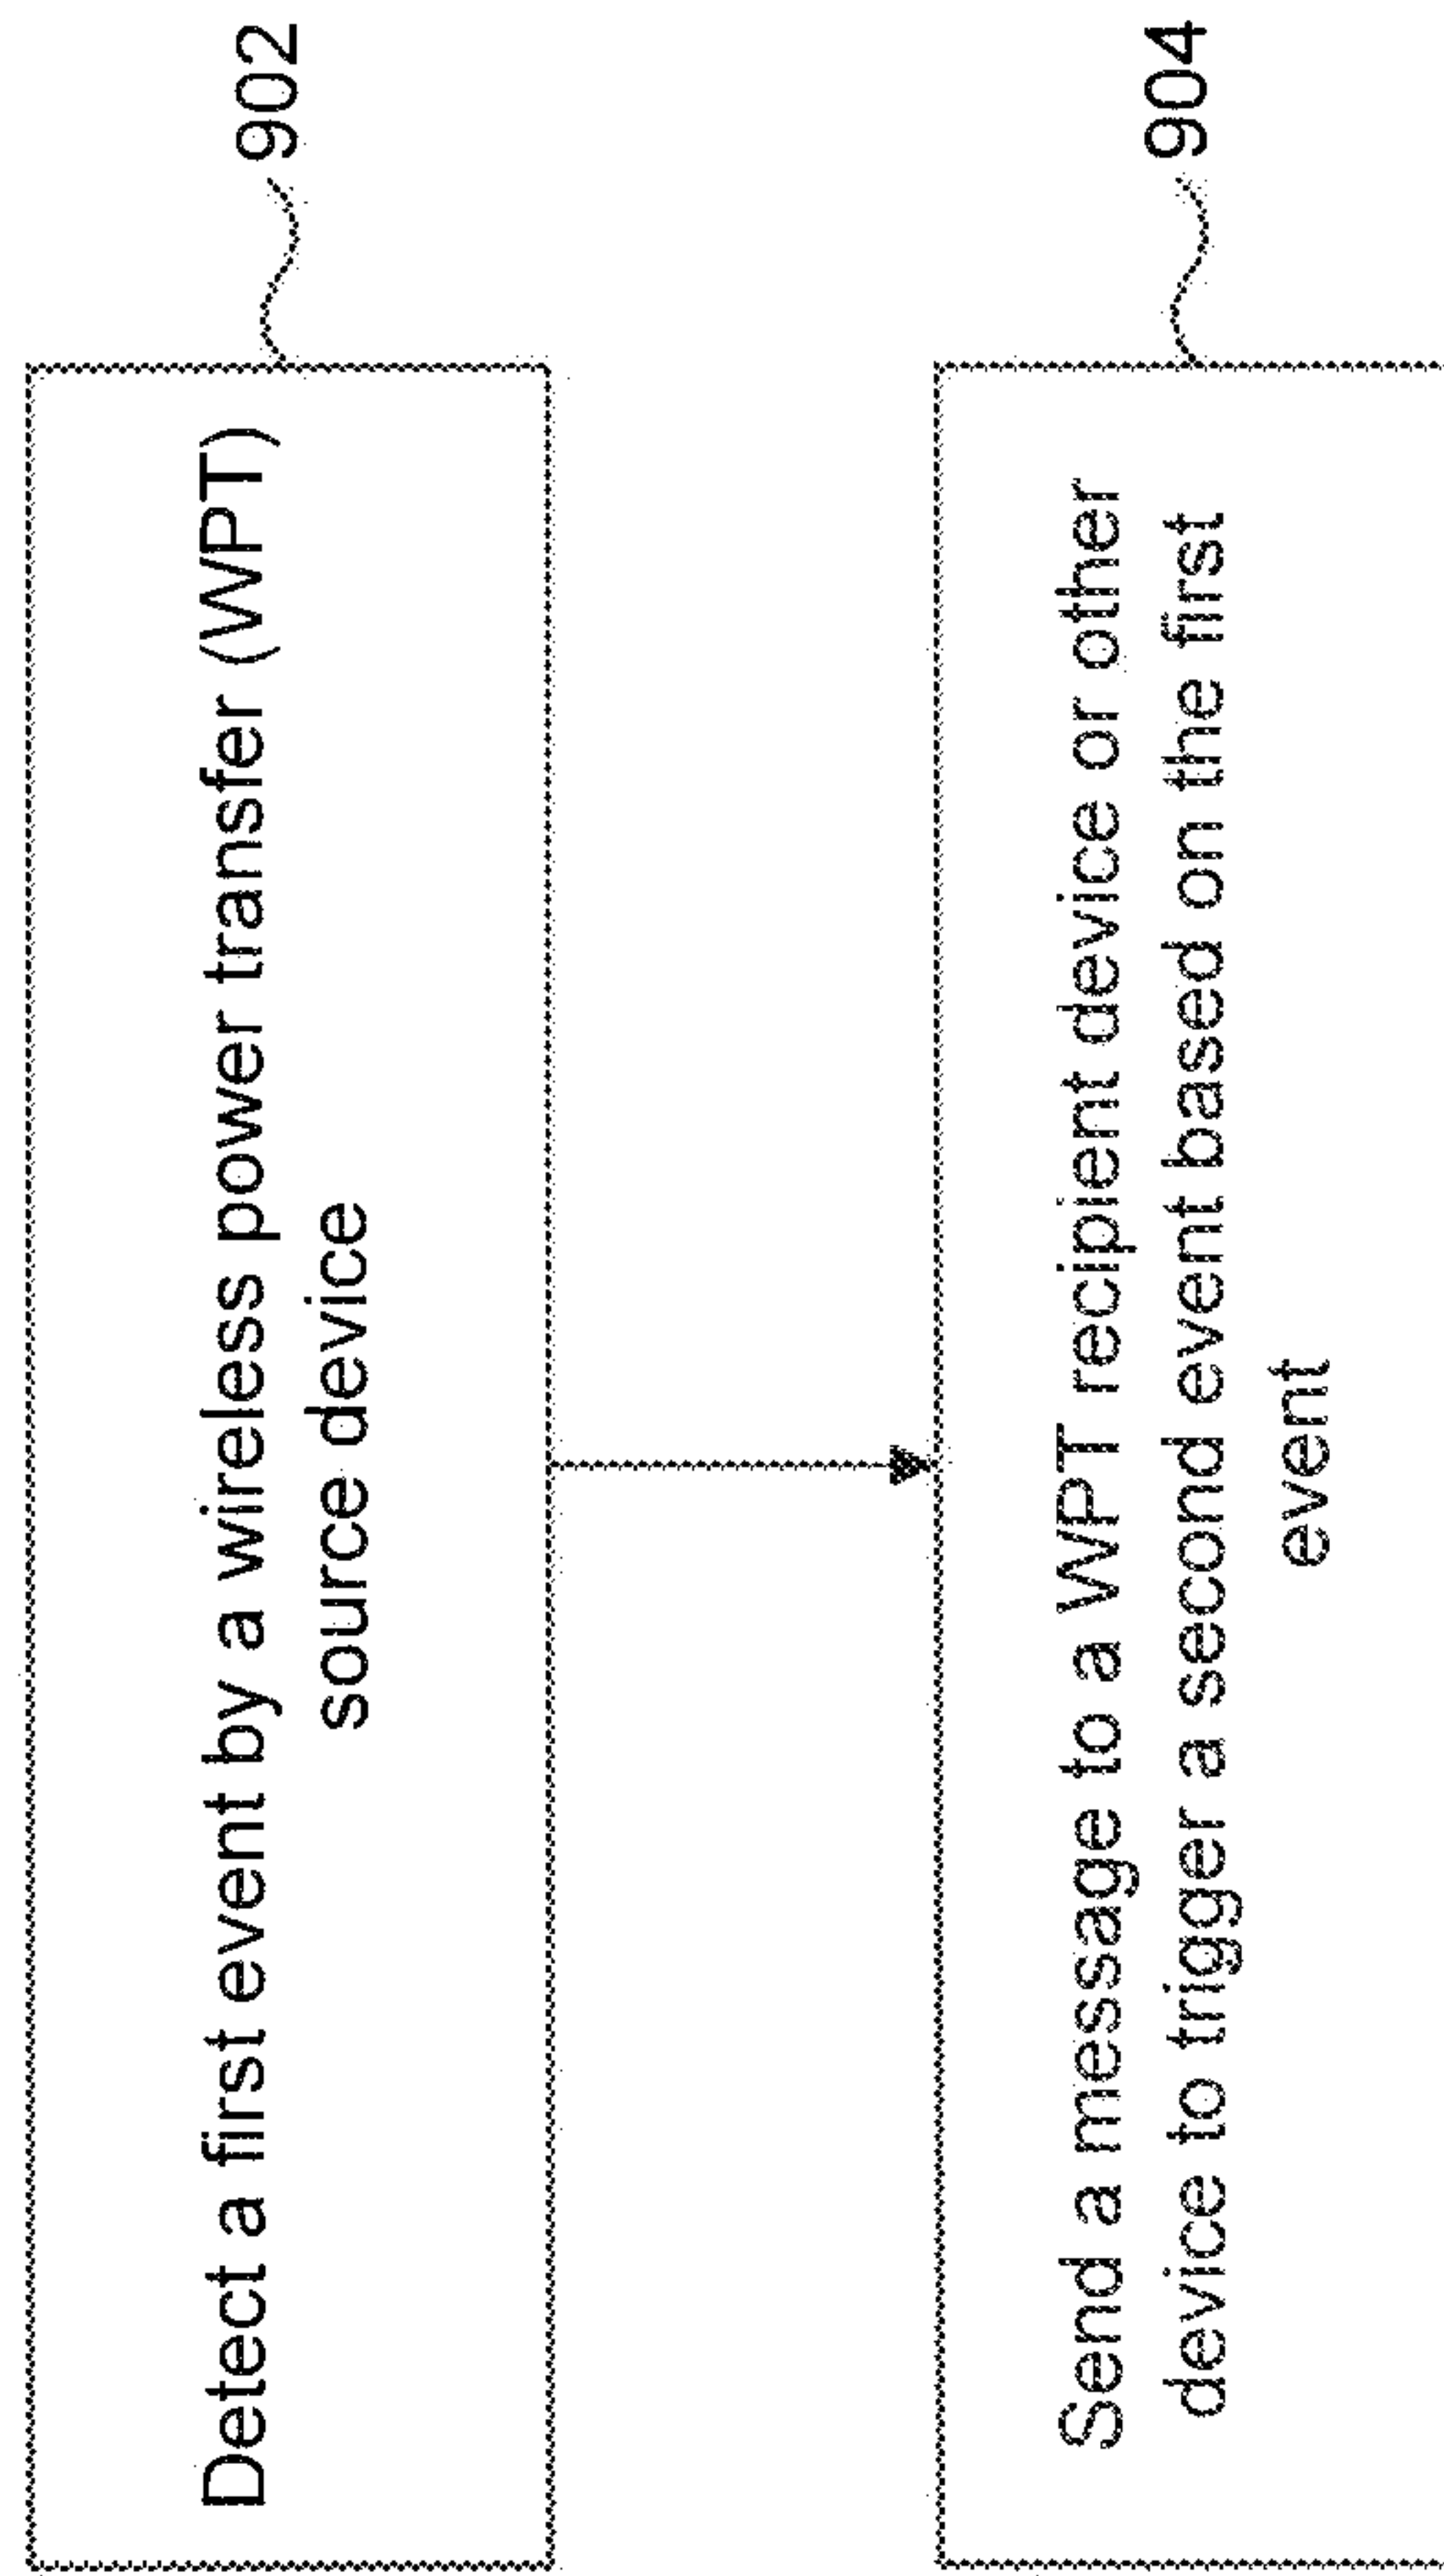 Detect a first event by a wireless power transfer (WPT)
source device
902
Send a message to a WPT recipient device or other
device to trigger a second event based on the first
event
904